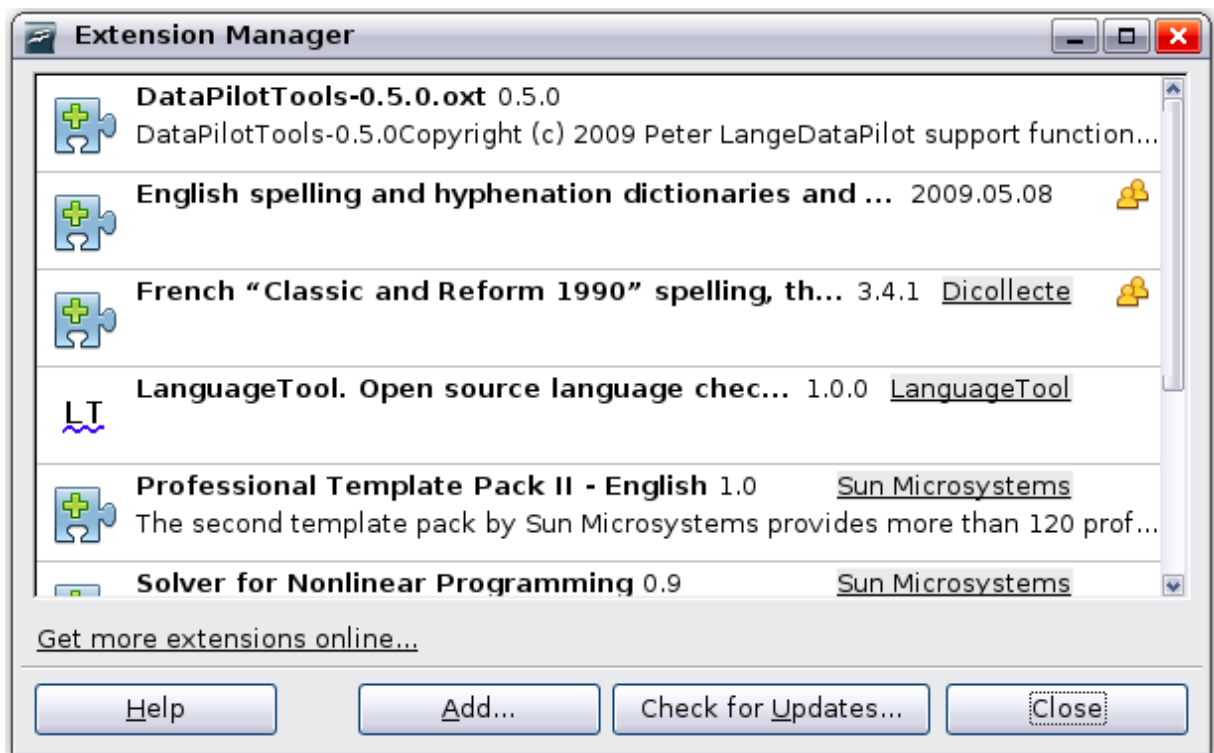 Extension Manager
DataPilotTools-0.5.0.oxt 0.5.0
DataPilotTools-0.5.0Copyright (c) 2009 Peter LangeDataPilot support function...
English spelling and hyphenation dictionaries and ... 2009.05.08
French “Classic and Reform 1990” spelling, th... 3.4.1 Dicollecte
LT
LanguageTool. Open source language chec... 1.0.0 LanguageTool
Professional Template Pack II - English 1.0 Sun Microsystems
The second template pack by Sun Microsystems provides more than 120 prof...
Solver for Nonlinear Programming 0.9 Sun Microsystems
Get more extensions online...
Help Add... Check for Updates... Close